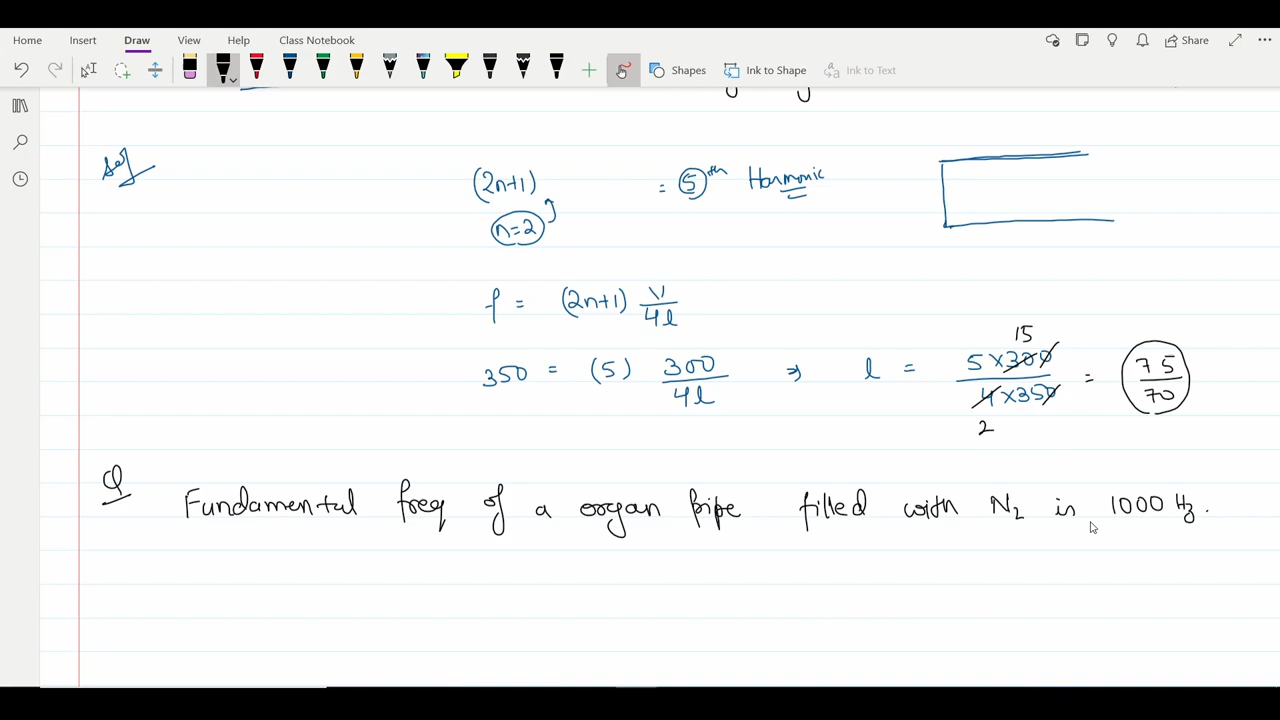 Home Insert Draw View Help Class Notebook
Share
Shapes Ink to Shape Ink to Text
Sol
(2n+1) = 5th Harmonic
n=2
f = (2n+1) V/4l
15
350 = (5) 300/4l ⇒ l = 5×300/4×350 = 75/70
2
Q Fundamental freq of a organ pipe filled with N2 is 1000 Hz.